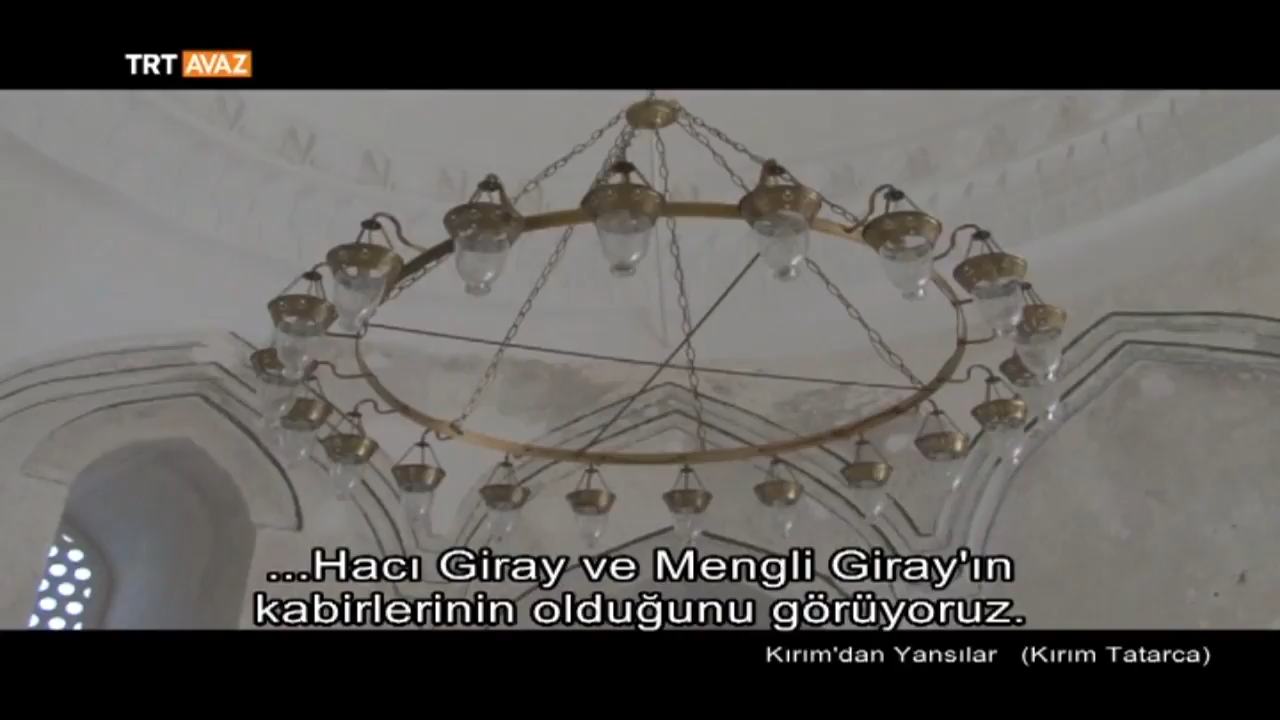 TRT AVAZ
...Hacı Giray ve Mengli Giray'ın
kabirlerinin olduğunu görüyoruz.
Kırım'dan Yansılar (Kırım Tatarca)